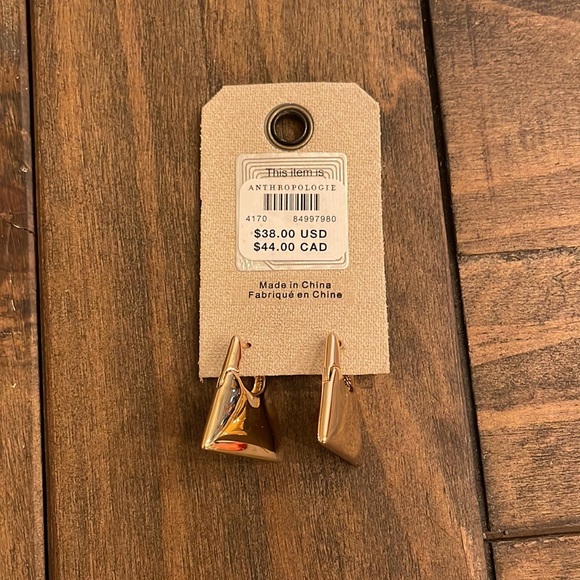 This item is
ANTHROPOLOGIE
4170 84997980
$38.00 USD
$44.00 CAD
Made in China
Fabriqué en Chine